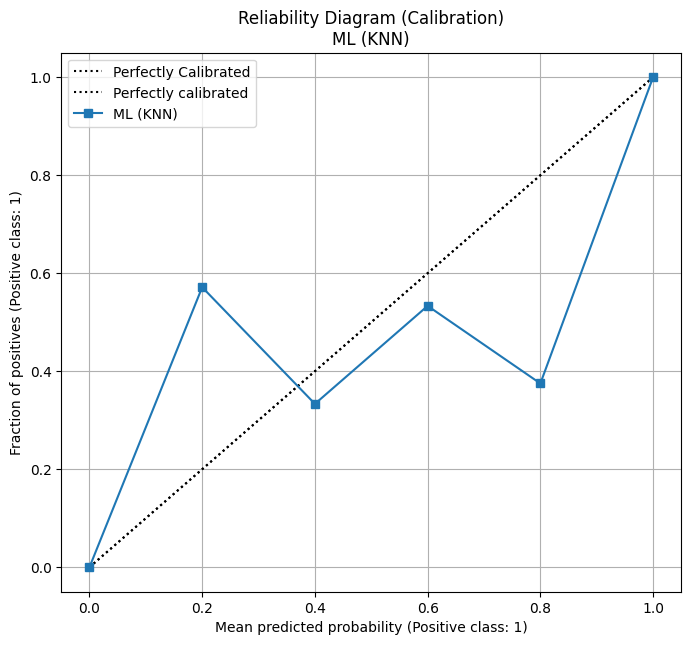 Reliability Diagram (Calibration)
ML (KNN)
Perfectly Calibrated
Perfectly calibrated
ML (KNN)
1.0
0.8
0.6
0.4
0.2
0.0
Fraction of positives (Positive class: 1)
0.0 0.2 0.4 0.6 0.8 1.0
Mean predicted probability (Positive class: 1)